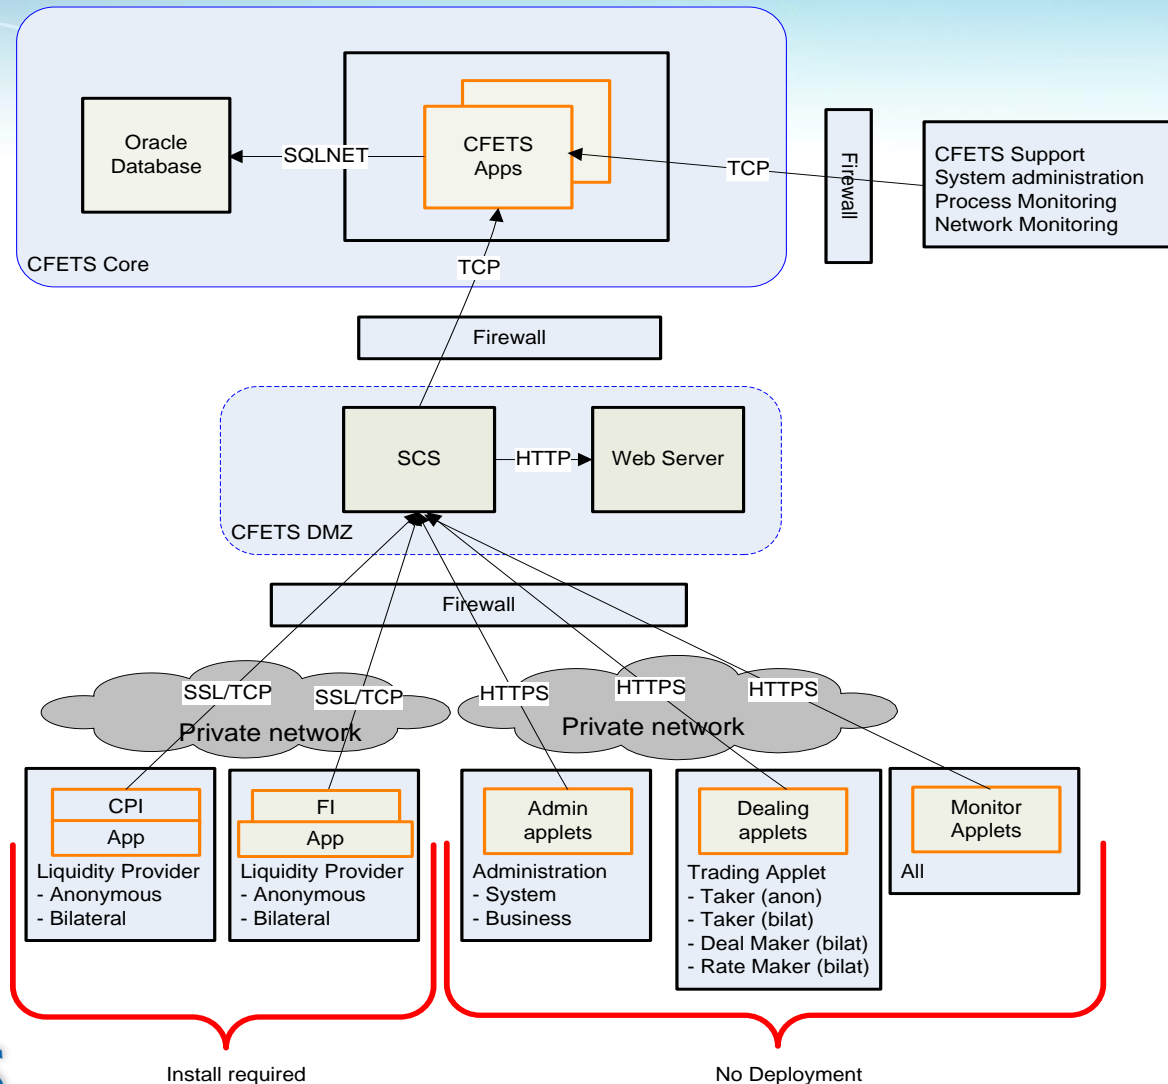 Oracle
Database
SQLNET
CFETS
Apps
TCP
Firewall
CFETS Support
System administration
Process Monitoring
Network Monitoring
CFETS Core
TCP
Firewall
SCS
HTTP
Web Server
CFETS DMZ
Firewall
SSL/TCP
SSL/TCP
HTTPS
HTTPS
HTTPS
Private network
Private network
CPI
App
Liquidity Provider
- Anonymous
- Bilateral
FI
App
Liquidity Provider
- Anonymous
- Bilateral
Admin
applets
Administration
- System
- Business
Dealing
applets
Trading Applet
- Taker (anon)
- Taker (bilat)
- Deal Maker (bilat)
- Rate Maker (bilat)
Monitor
Applets
All
Install required
No Deployment